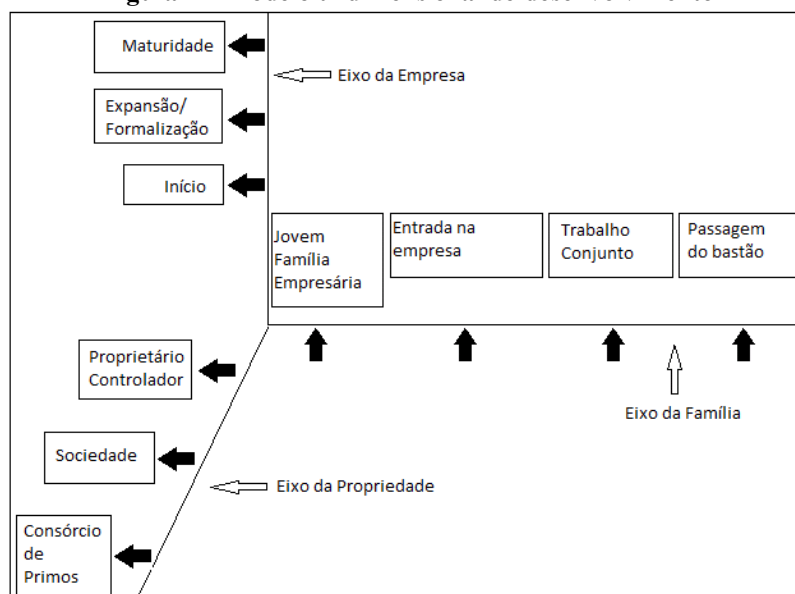 Maturidade
Eixo da Empresa
Expansão/
Formalização
Início
Jovem
Família
Empresária
Entrada na
empresa
Trabalho
Conjunto
Passagem
do bastão
Proprietário
Controlador
Eixo da Família
Sociedade
Eixo da Propriedade
Consórcio
de
Primos